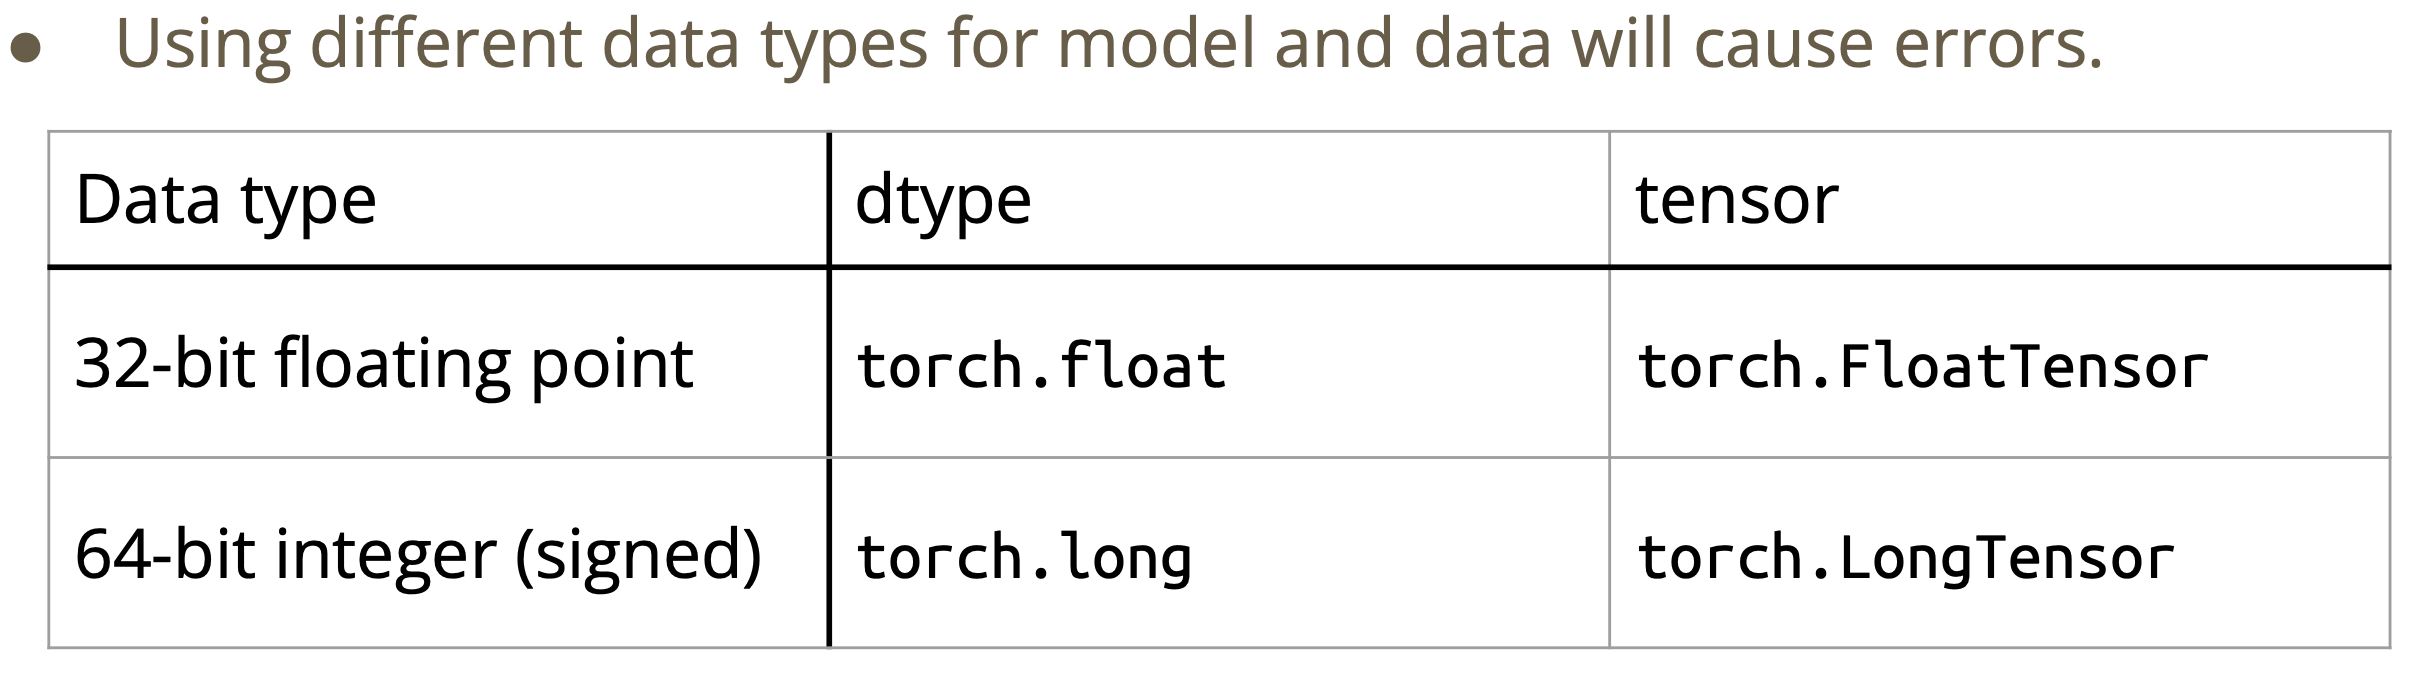 ● Using different data types for model and data will cause errors.
Data type dtype tensor
32-bit floating point torch.float torch.FloatTensor
64-bit integer (signed) torch.long torch.LongTensor